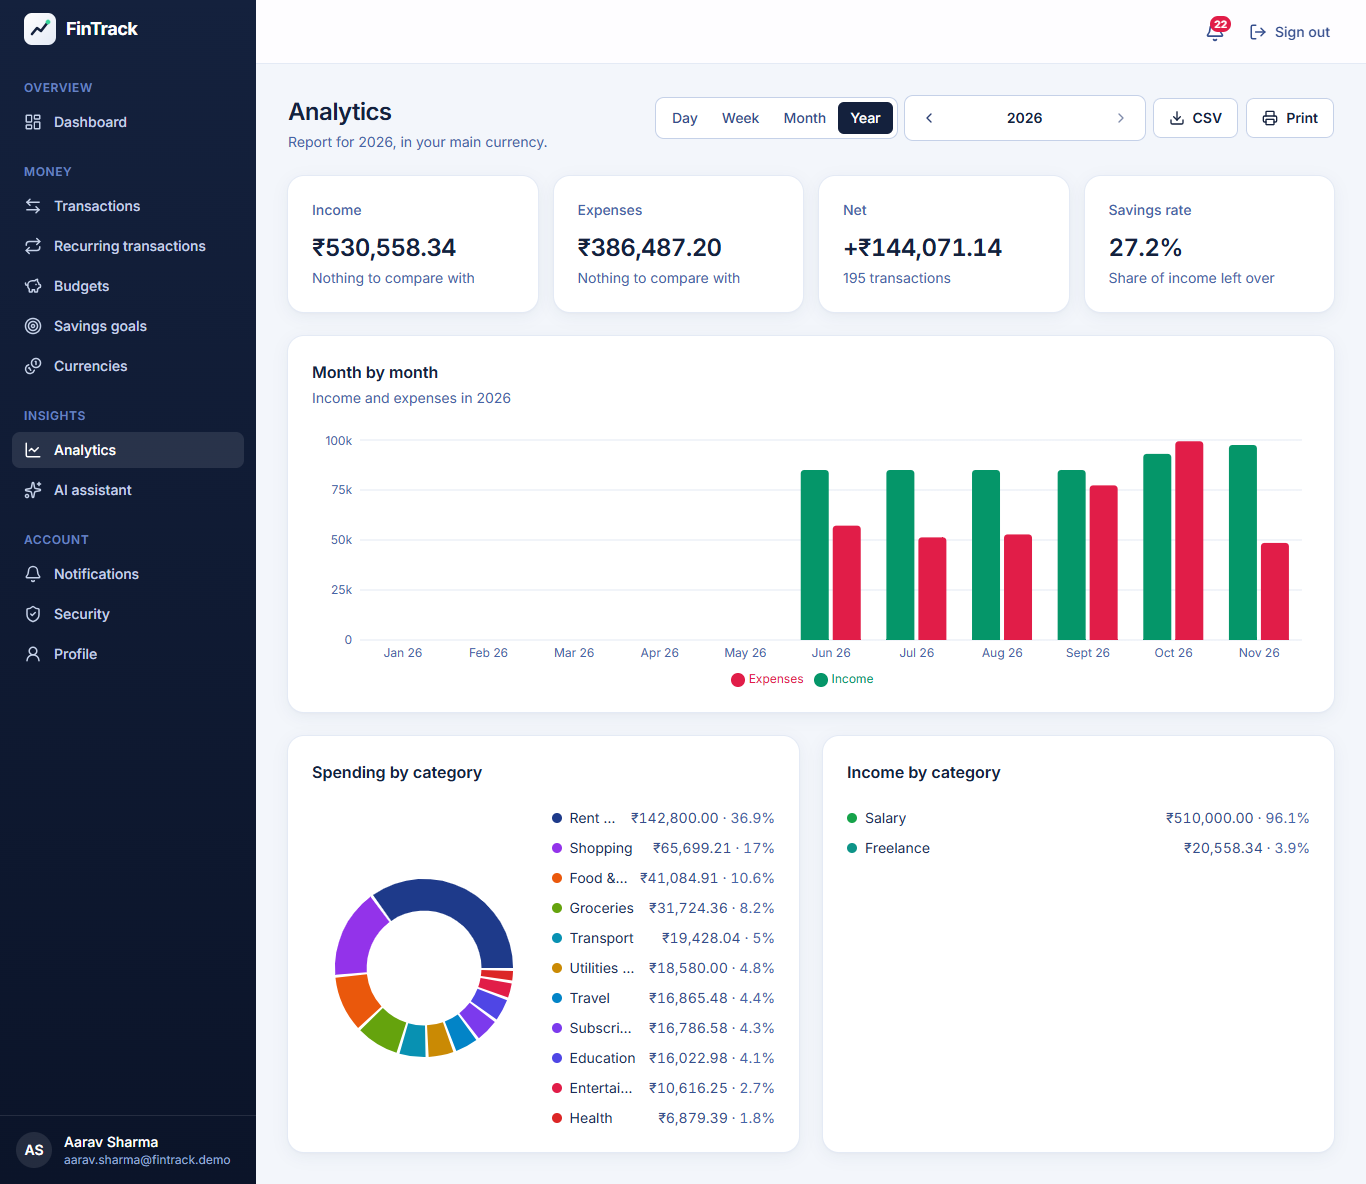 FinTrack
OVERVIEW
Dashboard
MONEY
Transactions
Recurring transactions
Budgets
Savings goals
Currencies
INSIGHTS
Analytics
AI assistant
ACCOUNT
Notifications
Security
Profile
AS
Aarav Sharma
aarav.sharma@fintrack.demo
22
Sign out
Analytics
Report for 2026, in your main currency.
Day Week Month Year
2026
CSV
Print
Income
₹530,558.34
Nothing to compare with
Expenses
₹386,487.20
Nothing to compare with
Net
+₹144,071.14
195 transactions
Savings rate
27.2%
Share of income left over
Month by month
Income and expenses in 2026
100k
75k
50k
25k
0
Jan 26 Feb 26 Mar 26 Apr 26 May 26 Jun 26 Jul 26 Aug 26 Sept 26 Oct 26 Nov 26
Expenses Income
Spending by category
Rent ... ₹142,800.00 · 36.9%
Shopping ₹65,699.21 · 17%
Food &... ₹41,084.91 · 10.6%
Groceries ₹31,724.36 · 8.2%
Transport ₹19,428.04 · 5%
Utilities ... ₹18,580.00 · 4.8%
Travel ₹16,865.48 · 4.4%
Subscri... ₹16,786.58 · 4.3%
Education ₹16,022.98 · 4.1%
Entertai... ₹10,616.25 · 2.7%
Health ₹6,879.39 · 1.8%
Income by category
Salary ₹510,000.00 · 96.1%
Freelance ₹20,558.34 · 3.9%